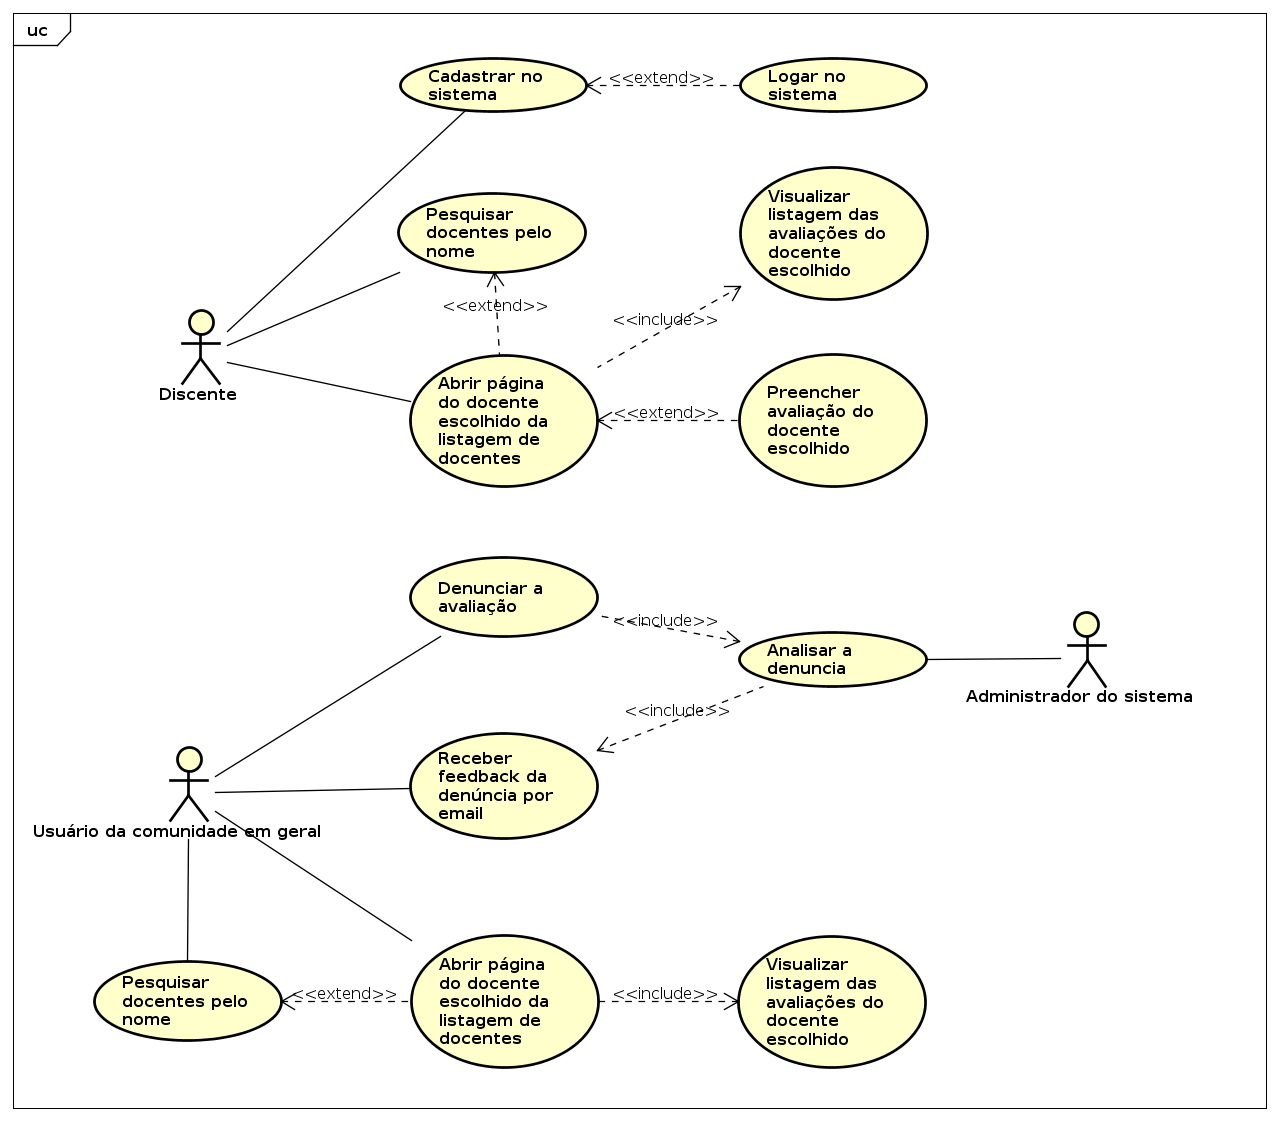 uc
Cadastrar no
sistema
<<extend>>
Logar no
sistema
Pesquisar
docentes pelo
nome
Visualizar
listagem das
avaliações do
docente
escolhido
<<extend>>
<<include>>
Discente
Abrir página
do docente
escolhido da
listagem de
docentes
<<extend>>
Preencher
avaliação do
docente
escolhido
Denunciar a
avaliação
<<include>>
Analisar a
denuncia
Administrador do sistema
<<include>>
Receber
feedback da
denúncia por
email
Usuário da comunidade em geral
Pesquisar
docentes pelo
nome
<<extend>>
Abrir página
do docente
escolhido da
listagem de
docentes
<<include>>
Visualizar
listagem das
avaliações do
docente
escolhido